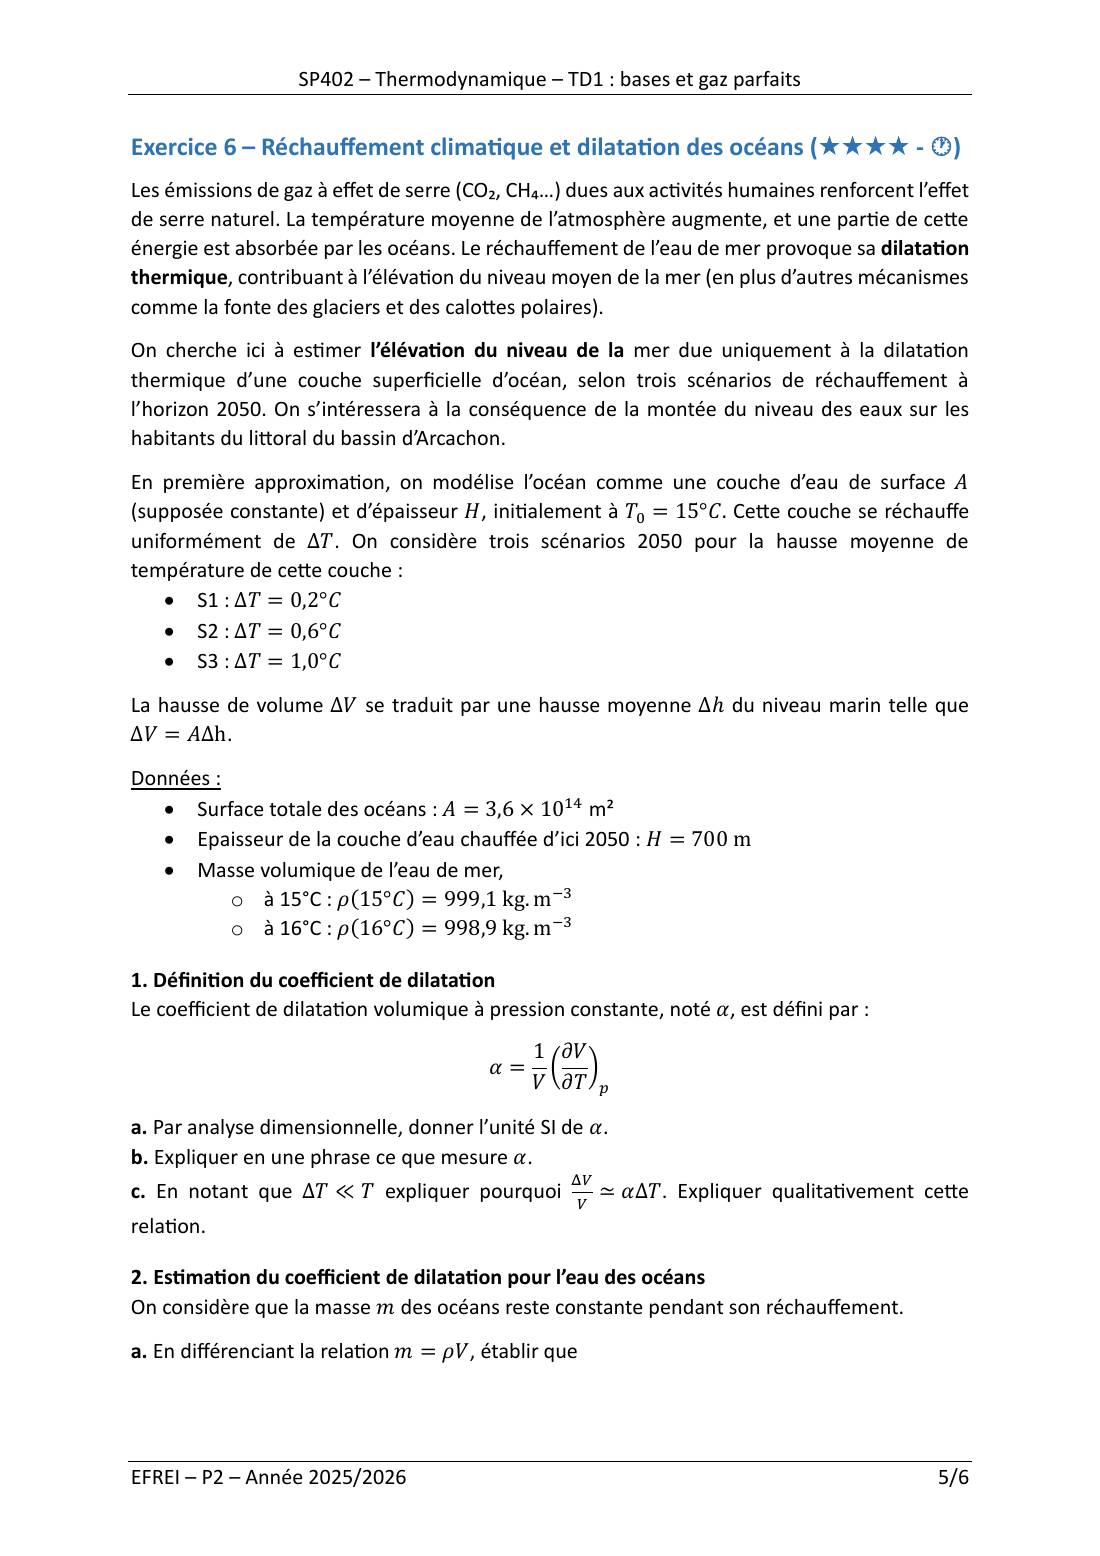 SP402 – Thermodynamique – TD1 : bases et gaz parfaits
Exercice 6 – Réchauffement climatique et dilatation des océans (★★★★ - 🕐)
Les émissions de gaz à effet de serre (CO₂, CH₄…) dues aux activités humaines renforcent l’effet
de serre naturel. La température moyenne de l’atmosphère augmente, et une partie de cette
énergie est absorbée par les océans. Le réchauffement de l’eau de mer provoque sa dilatation
thermique, contribuant à l’élévation du niveau moyen de la mer (en plus d’autres mécanismes
comme la fonte des glaciers et des calottes polaires).
On cherche ici à estimer l’élévation du niveau de la mer due uniquement à la dilatation
thermique d’une couche superficielle d’océan, selon trois scénarios de réchauffement à
l’horizon 2050. On s’intéressera à la conséquence de la montée du niveau des eaux sur les
habitants du littoral du bassin d’Arcachon.
En première approximation, on modélise l’océan comme une couche d’eau de surface A
(supposée constante) et d’épaisseur H, initialement à T₀ = 15°C. Cette couche se réchauffe
uniformément de ΔT. On considère trois scénarios 2050 pour la hausse moyenne de
température de cette couche :
• S1 : ΔT = 0,2°C
• S2 : ΔT = 0,6°C
• S3 : ΔT = 1,0°C
La hausse de volume ΔV se traduit par une hausse moyenne Δh du niveau marin telle que
ΔV = AΔh.
Données :
• Surface totale des océans : A = 3,6 × 10¹⁴ m²
• Epaisseur de la couche d’eau chauffée d’ici 2050 : H = 700 m
• Masse volumique de l’eau de mer,
o à 15°C : ρ(15°C) = 999,1 kg. m⁻³
o à 16°C : ρ(16°C) = 998,9 kg. m⁻³
1. Définition du coefficient de dilatation
Le coefficient de dilatation volumique à pression constante, noté α, est défini par :
α = 1/V (∂V/∂T)ₚ
a. Par analyse dimensionnelle, donner l’unité SI de α.
b. Expliquer en une phrase ce que mesure α.
c. En notant que ΔT ≪ T expliquer pourquoi ΔV/V ≃ αΔT. Expliquer qualitativement cette
relation.
2. Estimation du coefficient de dilatation pour l’eau des océans
On considère que la masse m des océans reste constante pendant son réchauffement.
a. En différenciant la relation m = ρV, établir que
EFREI – P2 – Année 2025/2026 5/6